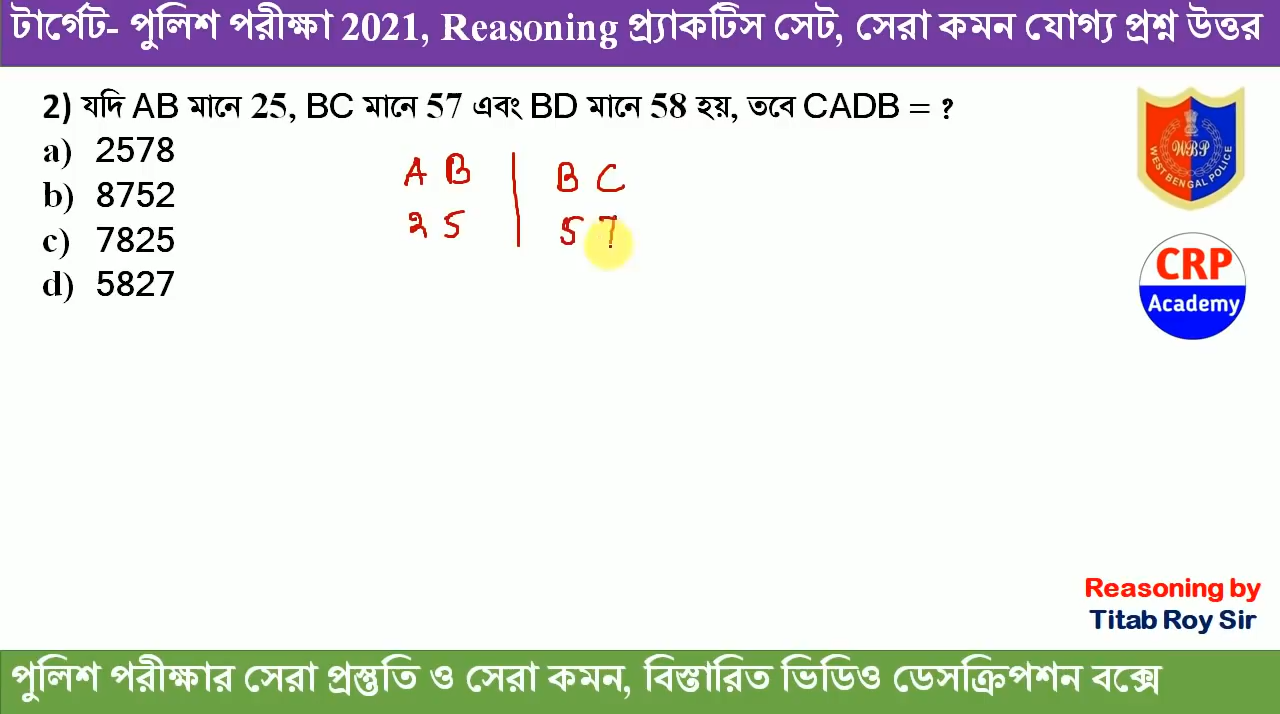 টার্গেট- পুলিশ পরীক্ষা 2021, Reasoning প্র্যাকটিস সেট, সেরা কমন যোগ্য প্রশ্ন উত্তর
2) যদি AB মানে 25, BC মানে 57 এবং BD মানে 58 হয়, তবে CADB = ?
a) 2578
b) 8752
c) 7825
d) 5827
A B | B C
2 5 | 5 7
WBP
WEST BENGAL POLICE
CRP
Academy
Reasoning by
Titab Roy Sir
পুলিশ পরীক্ষার সেরা প্রস্তুতি ও সেরা কমন, বিস্তারিত ভিডিও ডেসক্রিপশন বক্সে